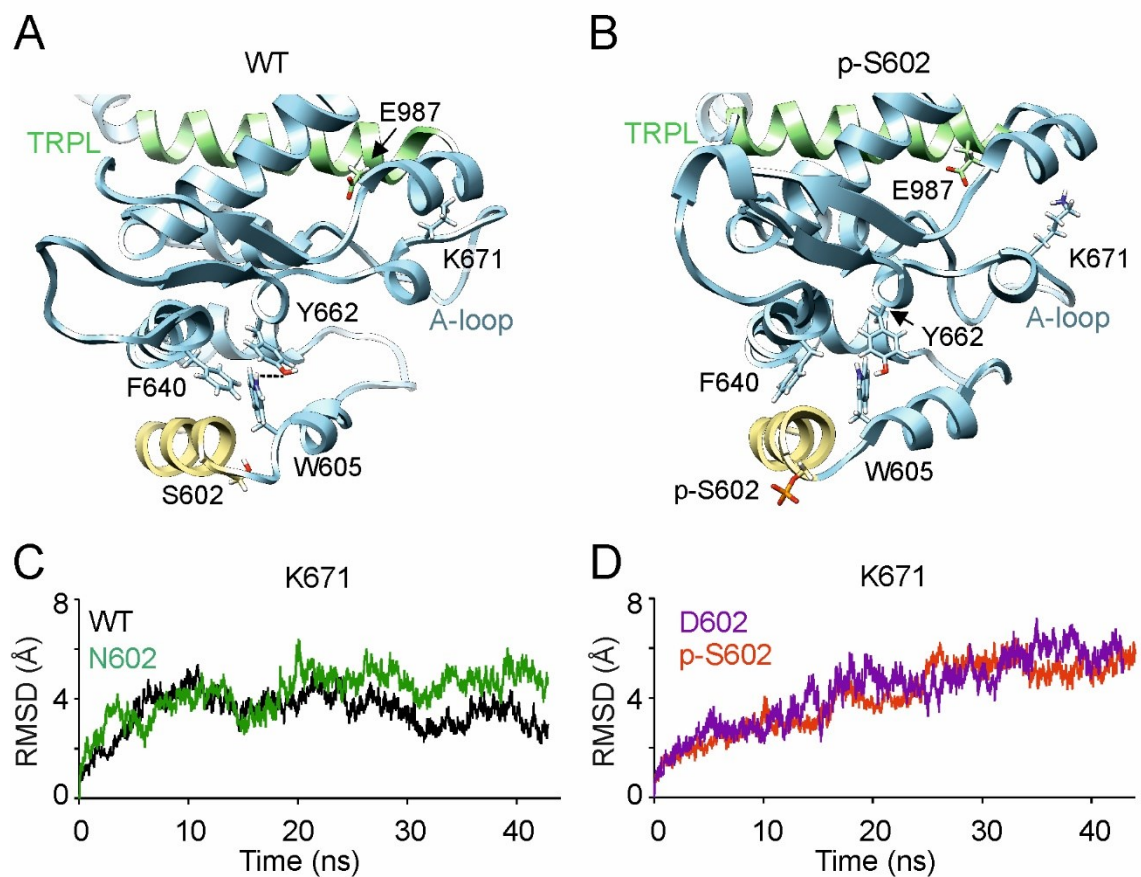 A
WT
E987
TRPL
K671
Y662
A-loop
F640
W605
S602
B
p-S602
TRPL
E987
K671
A-loop
Y662
F640
W605
p-S602
C
K671
8
WT
N602
4
0
RMSD (Å)
0 10 20 30 40
Time (ns)
D
K671
8
D602
p-S602
4
0
RMSD (Å)
0 10 20 30 40
Time (ns)